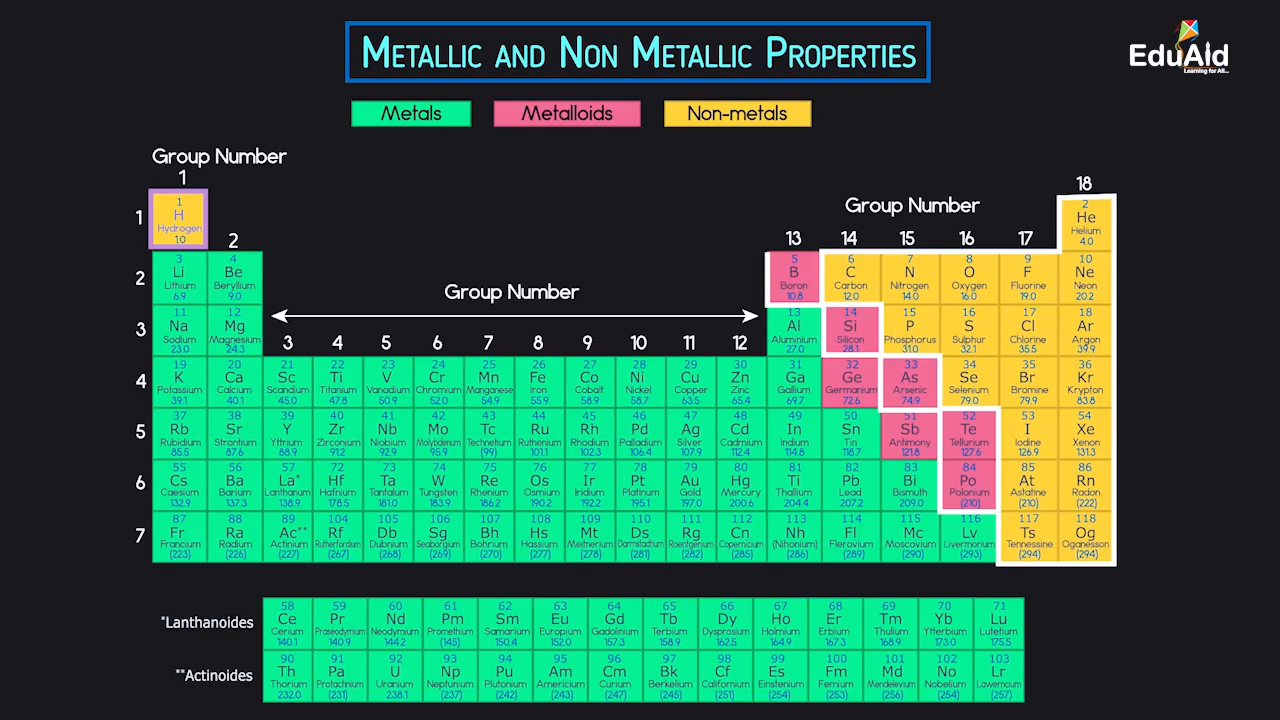 METALLIC AND NON METALLIC PROPERTIES
EduAid
Learning for All...
Metals Metalloids Non-metals
Group Number
1 18
Group Number
1
1 H Hydrogen 1.0
2 He Helium 4.0
2 13 14 15 16 17
2
3 Li Lithium 6.9
4 Be Beryllium 9.0
5 B Boron 10.8
6 C Carbon 12.0
7 N Nitrogen 14.0
8 O Oxygen 16.0
9 F Fluorine 19.0
10 Ne Neon 20.2
Group Number
3 4 5 6 7 8 9 10 11 12
3
11 Na Sodium 23.0
12 Mg Magnesium 24.3
13 Al Aluminium 27.0
14 Si Silicon 28.1
15 P Phosphorus 31.0
16 S Sulphur 32.1
17 Cl Chlorine 35.5
18 Ar Argon 39.9
4
19 K Potassium 39.1
20 Ca Calcium 40.1
21 Sc Scandium 45.0
22 Ti Titanium 47.8
23 V Vanadium 50.9
24 Cr Chromium 52.0
25 Mn Manganese 54.9
26 Fe Iron 55.9
27 Co Cobalt 58.9
28 Ni Nickel 58.7
29 Cu Copper 63.5
30 Zn Zinc 65.4
31 Ga Gallium 69.7
32 Ge Germanium 72.6
33 As Arsenic 74.9
34 Se Selenium 79.0
35 Br Bromine 79.9
36 Kr Krypton 83.8
5
37 Rb Rubidium 85.5
38 Sr Strontium 87.6
39 Y Yttrium 88.9
40 Zr Zirconium 91.2
41 Nb Niobium 92.9
42 Mo Molybdenum 95.9
43 Tc Technetium (99)
44 Ru Ruthenium 101.1
45 Rh Rhodium 102.3
46 Pd Palladium 106.4
47 Ag Silver 107.9
48 Cd Cadmium 112.4
49 In Indium 114.8
50 Sn Tin 118.7
51 Sb Antimony 121.8
52 Te Tellurium 127.6
53 I Iodine 126.9
54 Xe Xenon 131.3
6
55 Cs Caesium 132.9
56 Ba Barium 137.3
57 La* Lanthanum 138.9
72 Hf Hafnium 178.5
73 Ta Tantalum 181.0
74 W Tungsten 183.9
75 Re Rhenium 186.2
76 Os Osmium 190.2
77 Ir Iridium 192.2
78 Pt Platinum 195.1
79 Au Gold 197.0
80 Hg Mercury 200.6
81 Ti Thallium 204.4
82 Pb Lead 207.2
83 Bi Bismuth 209.0
84 Po Polonium (210)
85 At Astatine (210)
86 Rn Radon (222)
7
87 Fr Francium (223)
88 Ra Radium (226)
89 Ac** Actinium (227)
104 Rf Rutherfordium (267)
105 Db Dubnium (268)
106 Sg Seaborgium (269)
107 Bh Bohrium (270)
108 Hs Hassium (277)
109 Mt (278)
110 Ds Darmstadtium (281)
111 Rg Roentgenium (282)
112 Cn Copernicium (285)
113 Nh (Nihonium) (286)
114 Fl Flerovium (289)
115 Mc Moscovium (290)
116 Lv Livermorium (293)
117 Ts Tennessine (294)
118 Og Oganesson (294)
*Lanthanoides
58 Ce Cerium 140.1
59 Pr Praseodymium 140.9
60 Nd Neodymium 144.2
61 Pm Promethium (145)
62 Sm Samarium 150.4
63 Eu Europium 152.0
64 Gd Gadolinium 157.3
65 Tb Terbium 158.9
66 Dy Dysprosium 162.5
67 Ho Holmium 164.9
68 Er Erbium 167.3
69 Tm Thulium 168.9
70 Yb Ytterbium 173.0
71 Lu Lutetium 175.5
**Actinoides
90 Th Thorium 232.0
91 Pa Protactnium (231)
92 U Uranium 238.1
93 Np Neptunium (237)
94 Pu Plutonium (242)
95 Am Americium (243)
96 Cm Curium (247)
97 Bk Berkelium (245)
98 Cf Californium (251)
99 Es Einstenium (254)
100 Fm Fermium (253)
101 Md Mendelevium (256)
102 No Nobelium (254)
103 Lr Lawrencium (257)